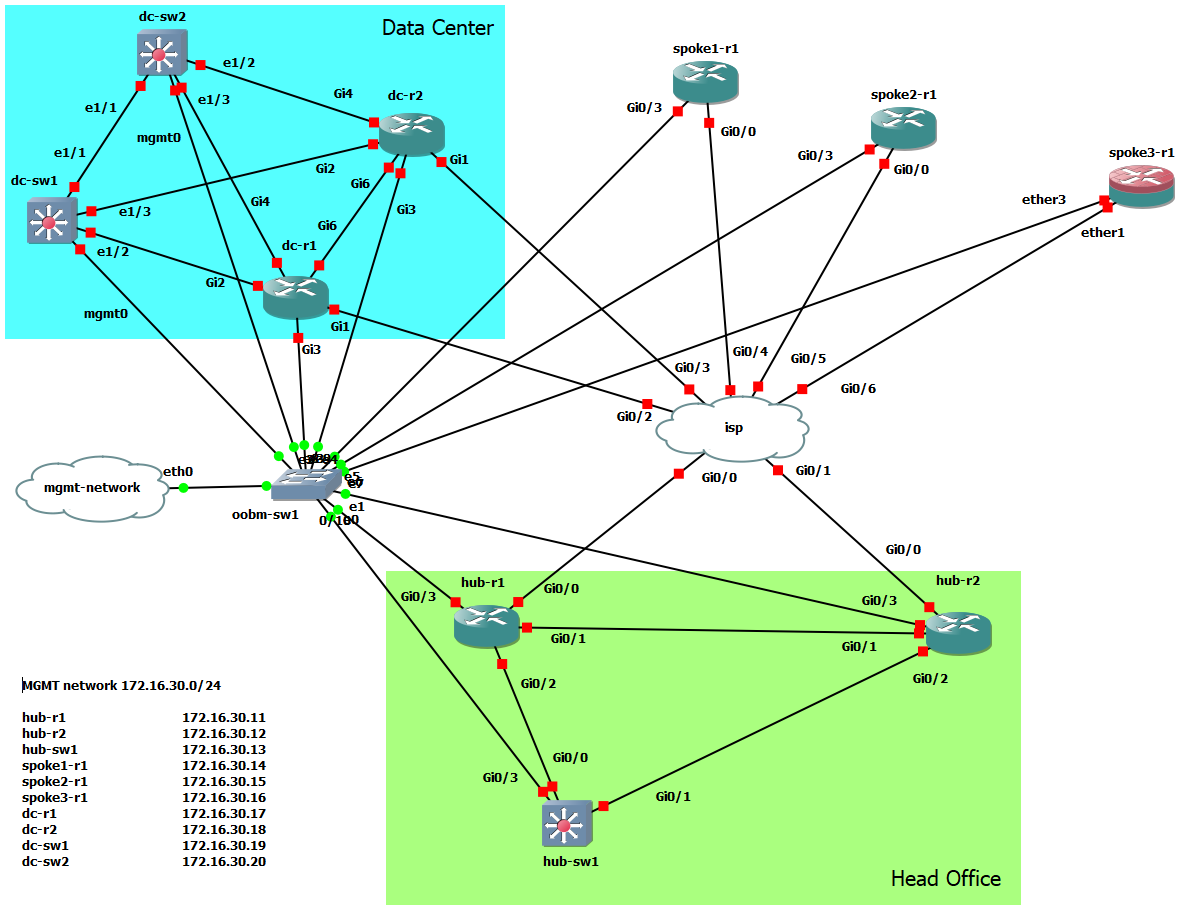 dc-sw2
Data Center
e1/2
e1/1
e1/3
Gi4
dc-r2
mgmt0
e1/1
Gi2
Gi1
dc-sw1
Gi6
Gi4
Gi3
e1/3
Gi6
dc-r1
e1/2
Gi2
mgmt0
Gi1
Gi3
spoke1-r1
Gi0/3
Gi0/0
spoke2-r1
Gi0/3
Gi0/0
spoke3-r1
ether3
ether1
Gi0/4
Gi0/5
Gi0/3
Gi0/6
Gi0/2
isp
Gi0/1
Gi0/0
eth0
mgmt-network
e5
e7
e1
oobm-sw1
Gi0/0
hub-r1
hub-r2
Gi0/3
Gi0/0
Gi0/3
Gi0/1
Gi0/1
Gi0/2
Gi0/2
Gi0/0
Gi0/3
Gi0/1
hub-sw1
Head Office
MGMT network 172.16.30.0/24
hub-r1 172.16.30.11
hub-r2 172.16.30.12
hub-sw1 172.16.30.13
spoke1-r1 172.16.30.14
spoke2-r1 172.16.30.15
spoke3-r1 172.16.30.16
dc-r1 172.16.30.17
dc-r2 172.16.30.18
dc-sw1 172.16.30.19
dc-sw2 172.16.30.20